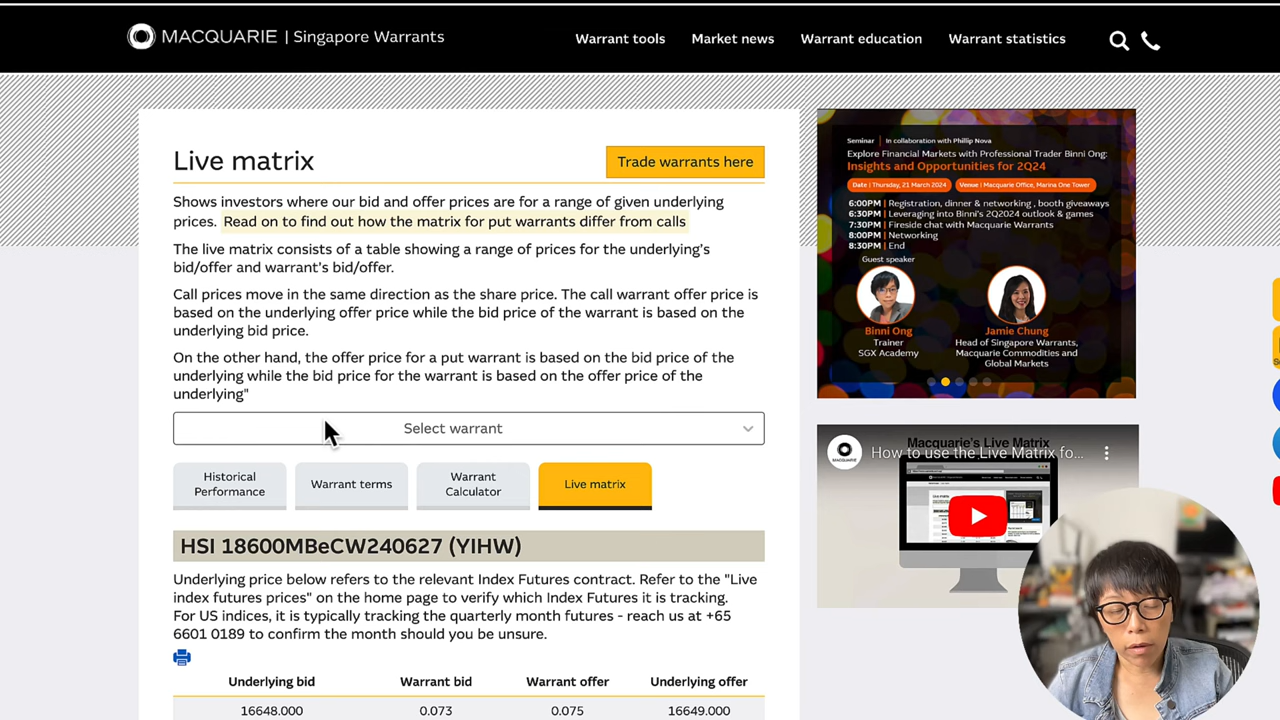 MACQUARIE | Singapore Warrants
Warrant tools
Market news
Warrant education
Warrant statistics
Live matrix
Trade warrants here
Shows investors where our bid and offer prices are for a range of given underlying
prices. Read on to find out how the matrix for put warrants differ from calls
The live matrix consists of a table showing a range of prices for the underlying's
bid/offer and warrant's bid/offer.
Call prices move in the same direction as the share price. The call warrant offer price is
based on the underlying offer price while the bid price of the warrant is based on the
underlying bid price.
On the other hand, the offer price for a put warrant is based on the bid price of the
underlying while the bid price for the warrant is based on the offer price of the
underlying"
Select warrant
Historical
Performance
Warrant terms
Warrant
Calculator
Live matrix
HSI 18600MBeCW240627 (YIHW)
Underlying price below refers to the relevant Index Futures contract. Refer to the "Live
index futures prices" on the home page to verify which Index Futures it is tracking.
For US indices, it is typically tracking the quarterly month futures - reach us at +65
6601 0189 to confirm the month should you be unsure.
Underlying bid Warrant bid Warrant offer Underlying offer
16648.000 0.073 0.075 16649.000
Seminar | In collaboration with Phillip Nova
Explore Financial Markets with Professional Trader Binni Ong:
Insights and Opportunities for 2Q24
Date | Thursday, 21 March 2024
Venue | Macquarie Office, Marina One Tower
6:00PM | Registration, dinner & networking , booth giveaways
6:30PM | Leveraging into Binni's 2Q2024 outlook & games
7:30PM | Fireside chat with Macquarie Warrants
8:00PM | Networking
8:30PM | End
Guest speaker
Binni Ong
Trainer
SGX Academy
Jamie Chung
Head of Singapore Warrants,
Macquarie Commodities and
Global Markets
Macquarie's Live Matrix
How to use the Live Matrix fo...
MACQUARIE